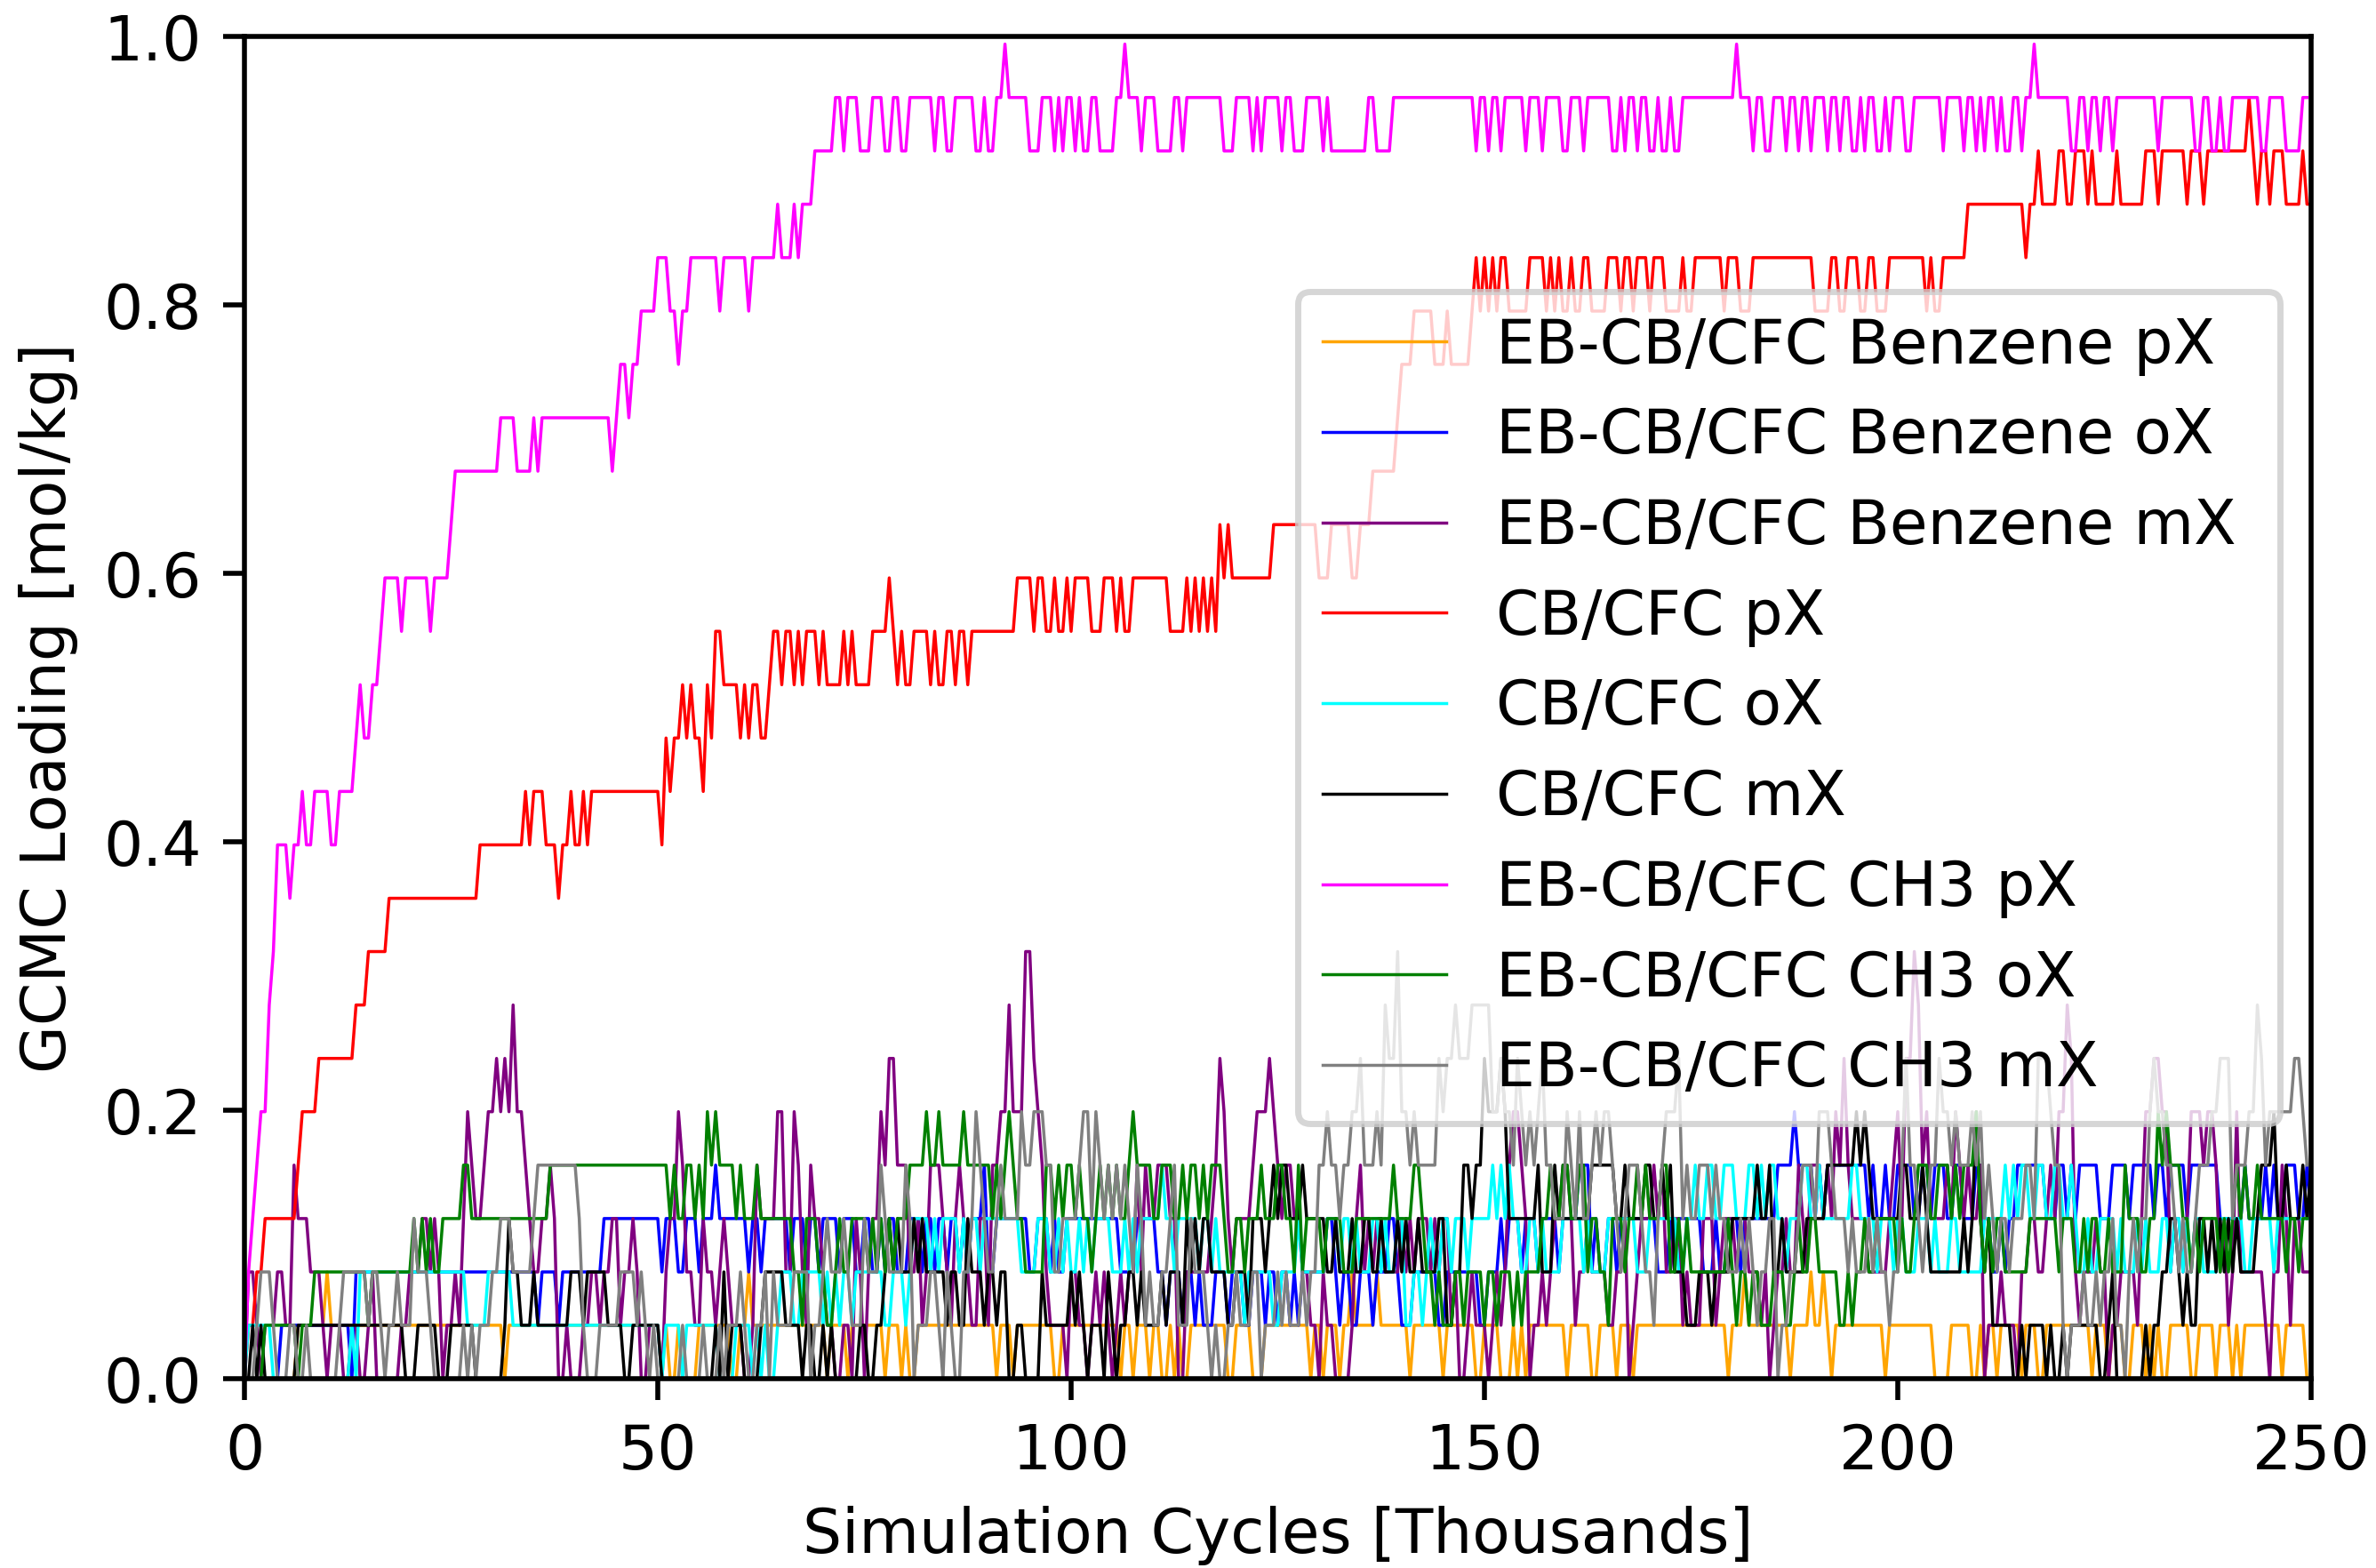 1.0
0.8
0.6
0.4
0.2
0.0
GCMC Loading [mol/kg]
EB-CB/CFC Benzene pX
EB-CB/CFC Benzene oX
EB-CB/CFC Benzene mX
CB/CFC pX
CB/CFC oX
CB/CFC mX
EB-CB/CFC CH3 pX
EB-CB/CFC CH3 oX
EB-CB/CFC CH3 mX
0 50 100 150 200 250
Simulation Cycles [Thousands]